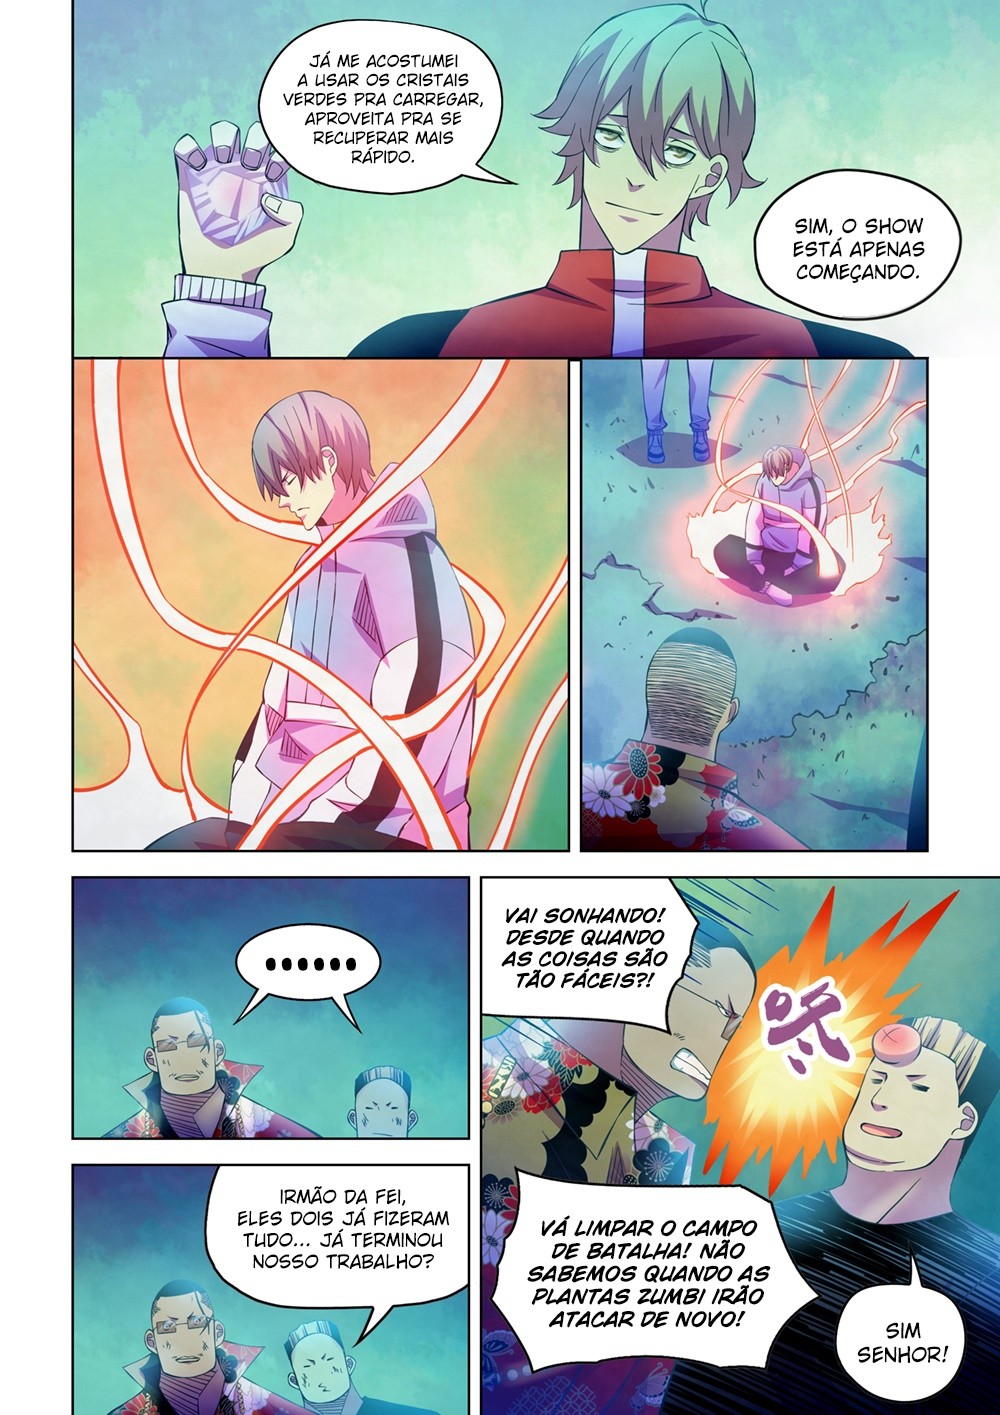 JÁ ME ACOSTUMEI
A USAR OS CRISTAIS
VERDES PRA CARREGAR,
APROVEITA PRA SE
RECUPERAR MAIS
RÁPIDO.
SIM, O SHOW
ESTÁ APENAS
COMEÇANDO.
••••••
VAI SONHANDO!
DESDE QUANDO
AS COISAS SÃO
TÃO FÁCEIS?!
咚
IRMÃO DA FEI,
ELES DOIS JÁ FIZERAM
TUDO... JÁ TERMINOU
NOSSO TRABALHO?
VÁ LIMPAR O CAMPO
DE BATALHA! NÃO
SABEMOS QUANDO AS
PLANTAS ZUMBI IRÃO
ATACAR DE NOVO!
SIM
SENHOR!